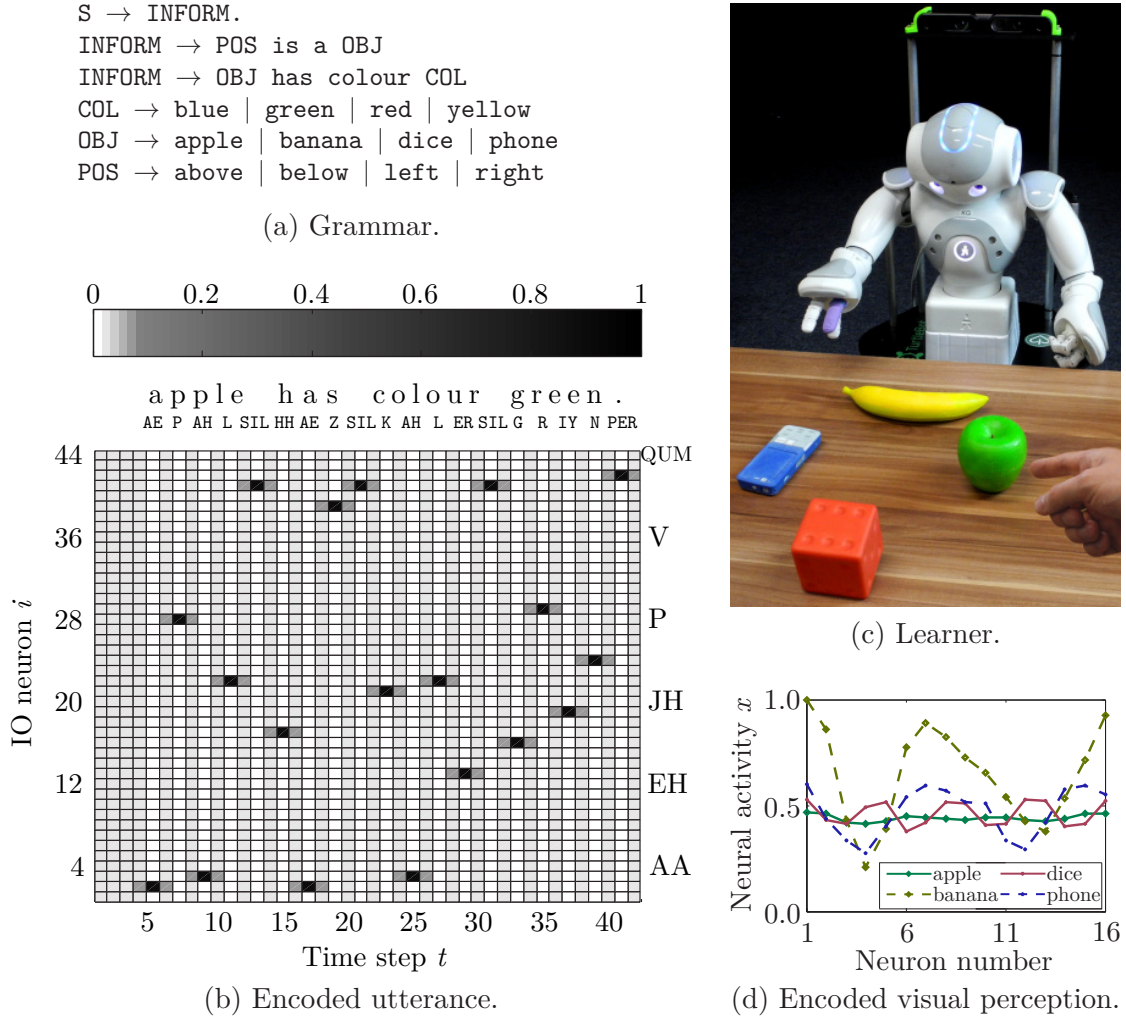 S → INFORM.
INFORM → POS is a OBJ
INFORM → OBJ has colour COL
COL → blue | green | red | yellow
OBJ → apple | banana | dice | phone
POS → above | below | left | right
(a) Grammar.
0 0.2 0.4 0.6 0.8 1
apple has colour green.
AE P AH L SIL HH AE Z SIL K AH L ER SIL G R IY N PER
44 QUM
36 V
28 P
20 JH
12 EH
4 AA
IO neuron i
5 10 15 20 25 30 35 40
Time step t
(b) Encoded utterance.
(c) Learner.
1.0
0.5
0.0
Neural activity x
apple dice
banana phone
1 6 11 16
Neuron number
(d) Encoded visual perception.